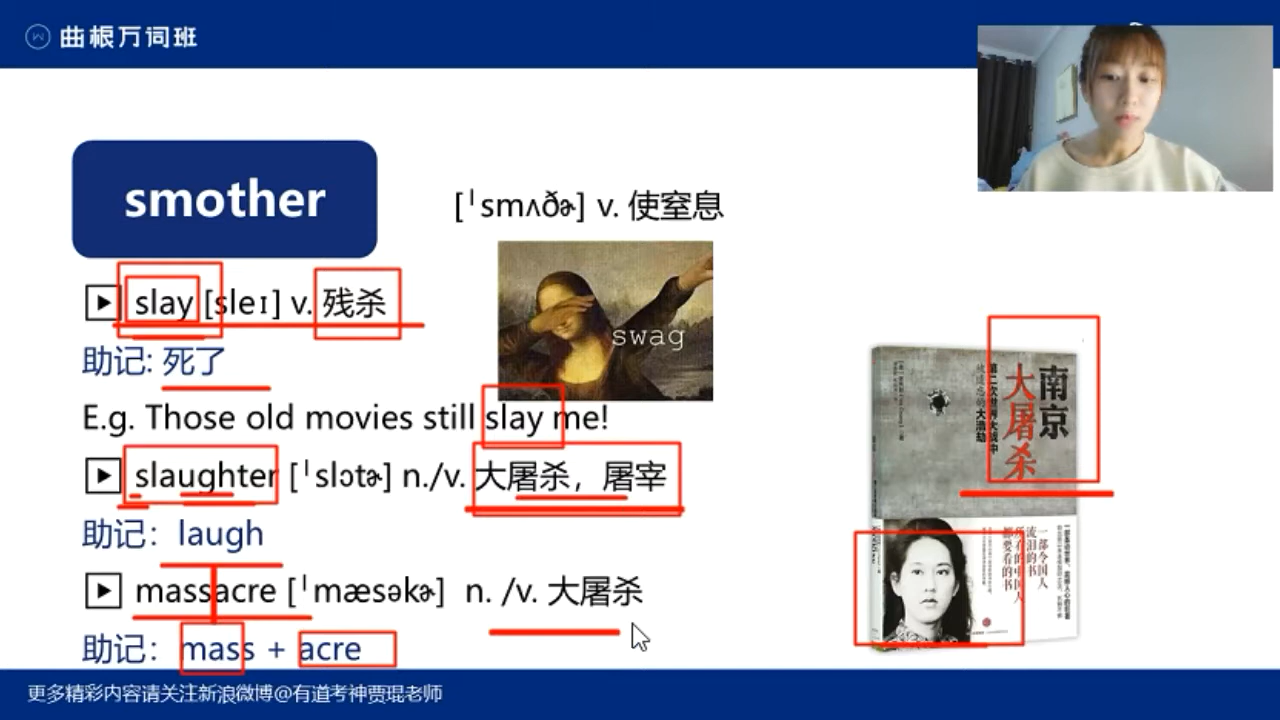 曲根万词班
smother
[ˈsmʌðɚ] v. 使窒息
slay [sleɪ] v. 残杀
助记: 死了
swag
E.g. Those old movies still slay me!
slaughter [ˈslɔtɚ] n./v. 大屠杀，屠宰
助记： laugh
massacre [ˈmæsəkɚ] n. /v. 大屠杀
助记： mass + acre
南京
大屠杀
第二次世界大战中
被遗忘的大浩劫
一部令国人
流泪的书
所有的中国人
都要看的书
更多精彩内容请关注新浪微博@有道考神贾琨老师